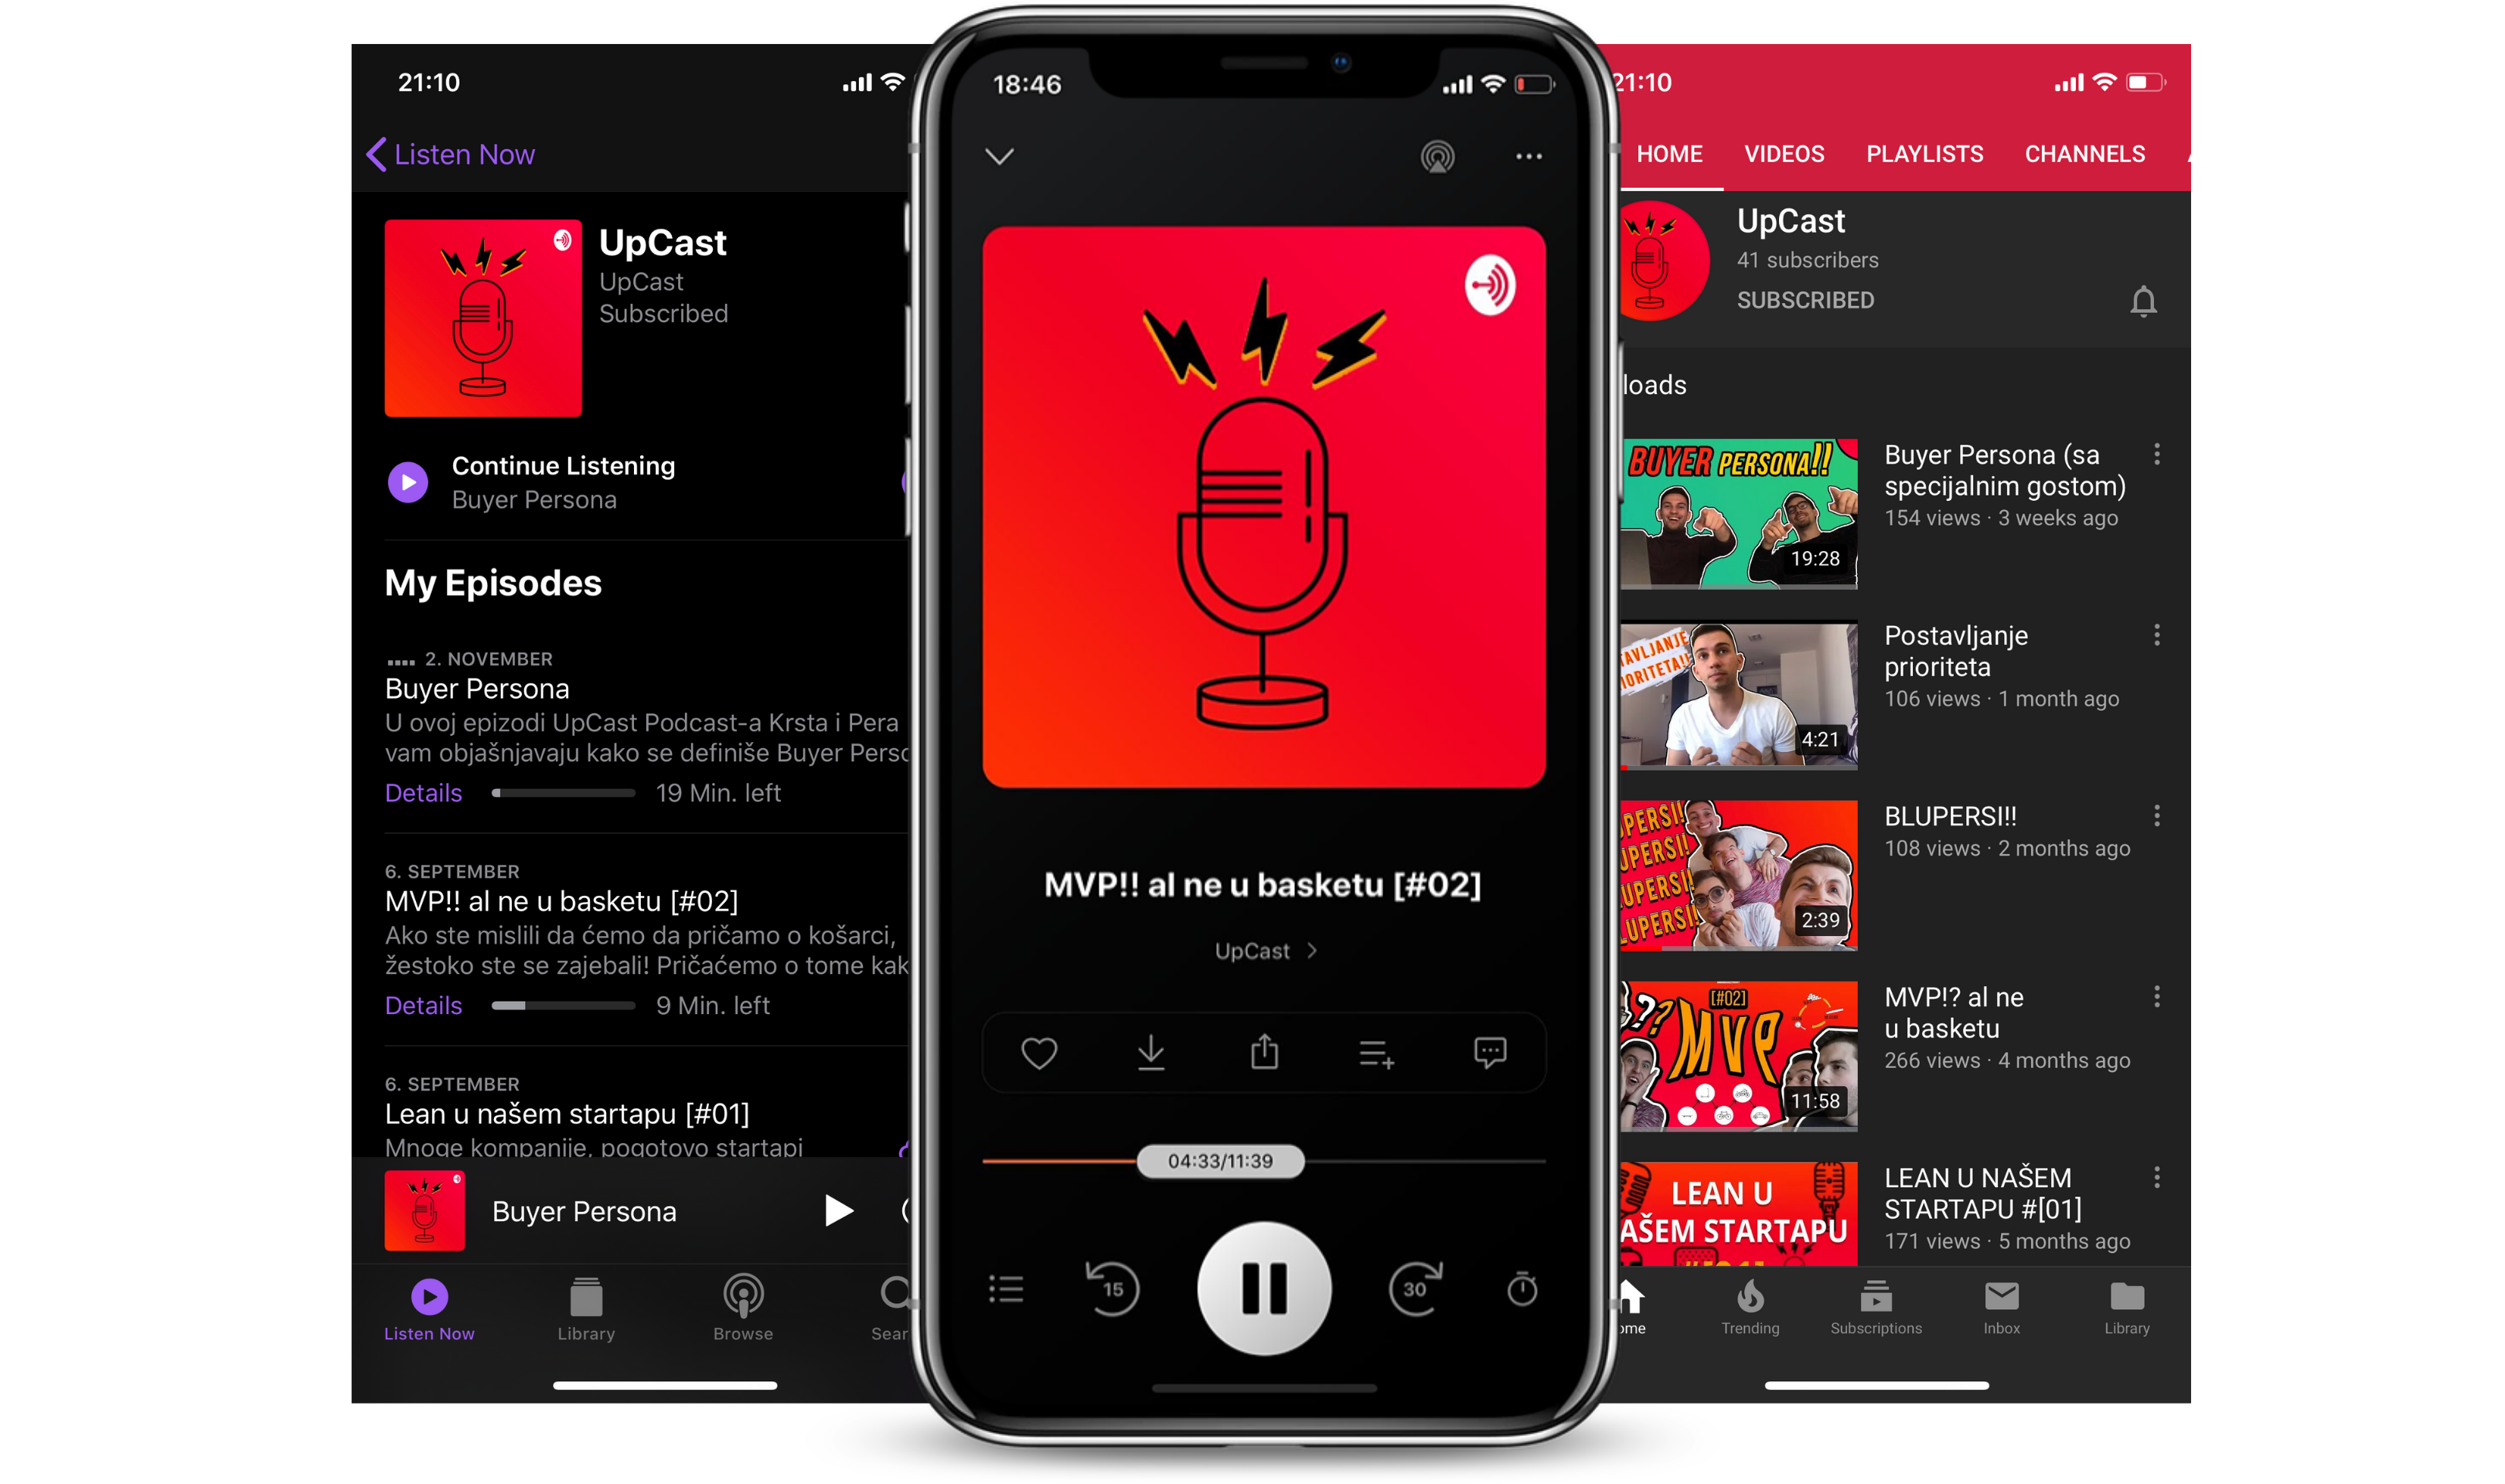 21:10
Listen Now
UpCast
UpCast
Subscribed
Continue Listening
Buyer Persona
My Episodes
2. NOVEMBER
Buyer Persona
U ovoj epizodi UpCast Podcast-a Krsta i Pera
vam objašnjavaju kako se definiše Buyer Perso
Details 19 Min. left
6. SEPTEMBER
MVP!! al ne u basketu [#02]
Ako ste mislili da ćemo da pričamo o košarci,
žestoko ste se zajebali! Pričaćemo o tome kak
Details 9 Min. left
6. SEPTEMBER
Lean u našem startapu [#01]
Mnoge kompanije, pogotovo startapi
Buyer Persona
Listen Now Library Browse Sear
18:46
MVP!! al ne u basketu [#02]
UpCast
04:33/11:39
15 30
21:10
HOME VIDEOS PLAYLISTS CHANNELS
UpCast
41 subscribers
SUBSCRIBED
loads
BUYER PERSONA!!
19:28
Buyer Persona (sa
specijalnim gostom)
154 views · 3 weeks ago
TAVLJANJE
IORITETA!!
4:21
Postavljanje
prioriteta
106 views · 1 month ago
UPERSI!
UPERSI!
LUPERSI!
LUPERSI!
2:39
BLUPERSI!!
108 views · 2 months ago
[#02]
??
MVP
11:58
MVP!? al ne
u basketu
266 views · 4 months ago
LEAN U
AŠEM STARTAPU
LEAN U NAŠEM
STARTAPU #[01]
171 views · 5 months ago
ome Trending Subscriptions Inbox Library